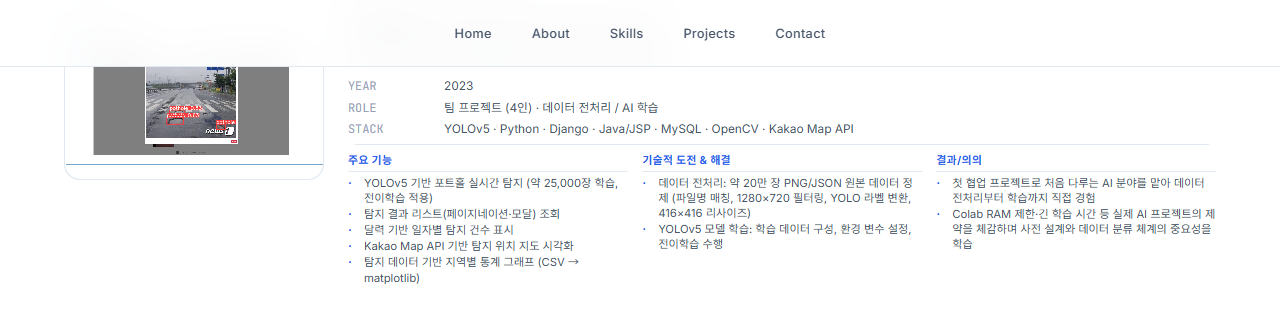 Home About Skills Projects Contact
news1
YEAR 2023
ROLE 팀 프로젝트 (4인) · 데이터 전처리 / AI 학습
STACK YOLOv5 · Python · Django · Java/JSP · MySQL · OpenCV · Kakao Map API
주요 기능
· YOLOv5 기반 포트홀 실시간 탐지 (약 25,000장 학습,
전이학습 적용)
· 탐지 결과 리스트(페이지네이션·모달) 조회
· 달력 기반 일자별 탐지 건수 표시
· Kakao Map API 기반 탐지 위치 지도 시각화
· 탐지 데이터 기반 지역별 통계 그래프 (CSV →
matplotlib)
기술적 도전 & 해결
· 데이터 전처리: 약 20만 장 PNG/JSON 원본 데이터 정
제 (파일명 매칭, 1280×720 필터링, YOLO 라벨 변환,
416×416 리사이즈)
· YOLOv5 모델 학습: 학습 데이터 구성, 환경 변수 설정,
전이학습 수행
결과/의의
· 첫 협업 프로젝트로 처음 다루는 AI 분야를 맡아 데이터
전처리부터 학습까지 직접 경험
· Colab RAM 제한·긴 학습 시간 등 실제 AI 프로젝트의 제
약을 체감하며 사전 설계와 데이터 분류 체계의 중요성을
학습